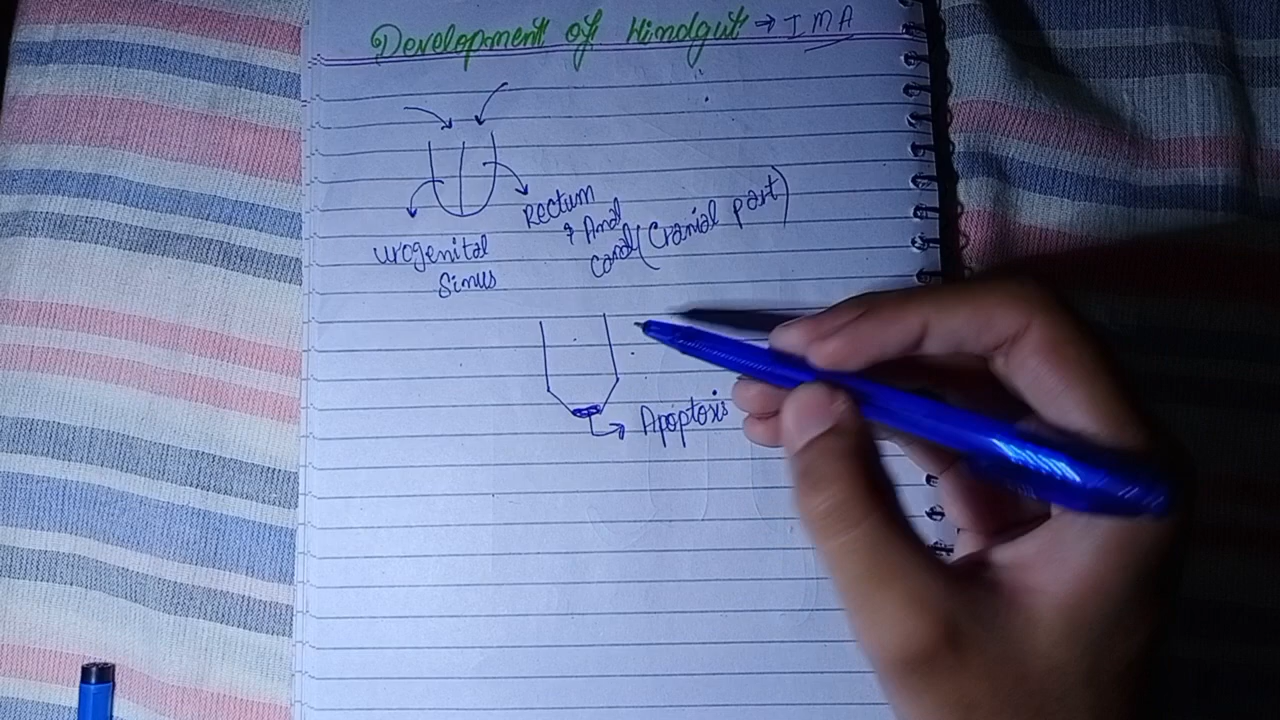 Development of Hindgut → IMA
Rectum
& Anal
canal (Cranial part)
Urogenital
Sinus
Apoptosis